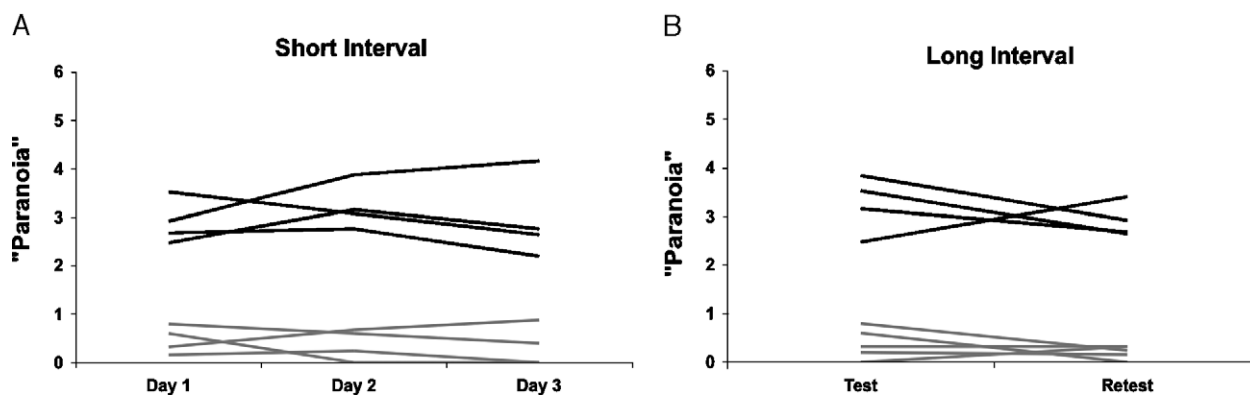 A
Short Interval
"Paranoia"
6
5
4
3
2
1
0
Day 1 Day 2 Day 3
B
Long Interval
"Paranoia"
6
5
4
3
2
1
0
Test Retest